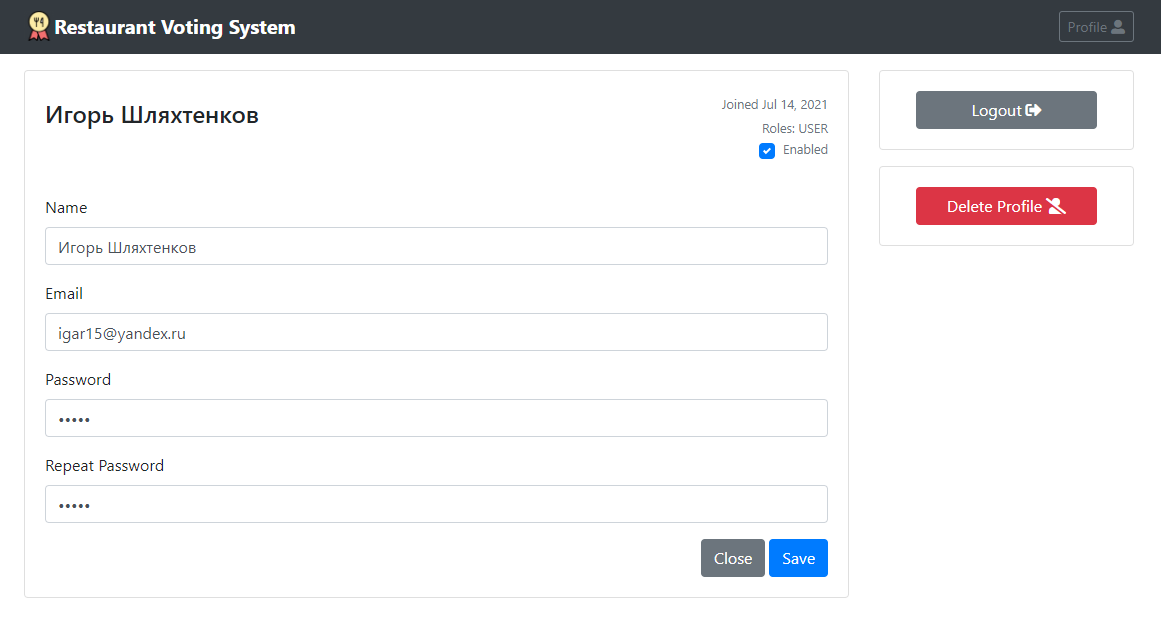 Restaurant Voting System
Profile
Игорь Шляхтенков
Joined Jul 14, 2021
Roles: USER
Enabled
Name
Игорь Шляхтенков
Email
igar15@yandex.ru
Password
•••••
Repeat Password
•••••
Close Save
Logout
Delete Profile